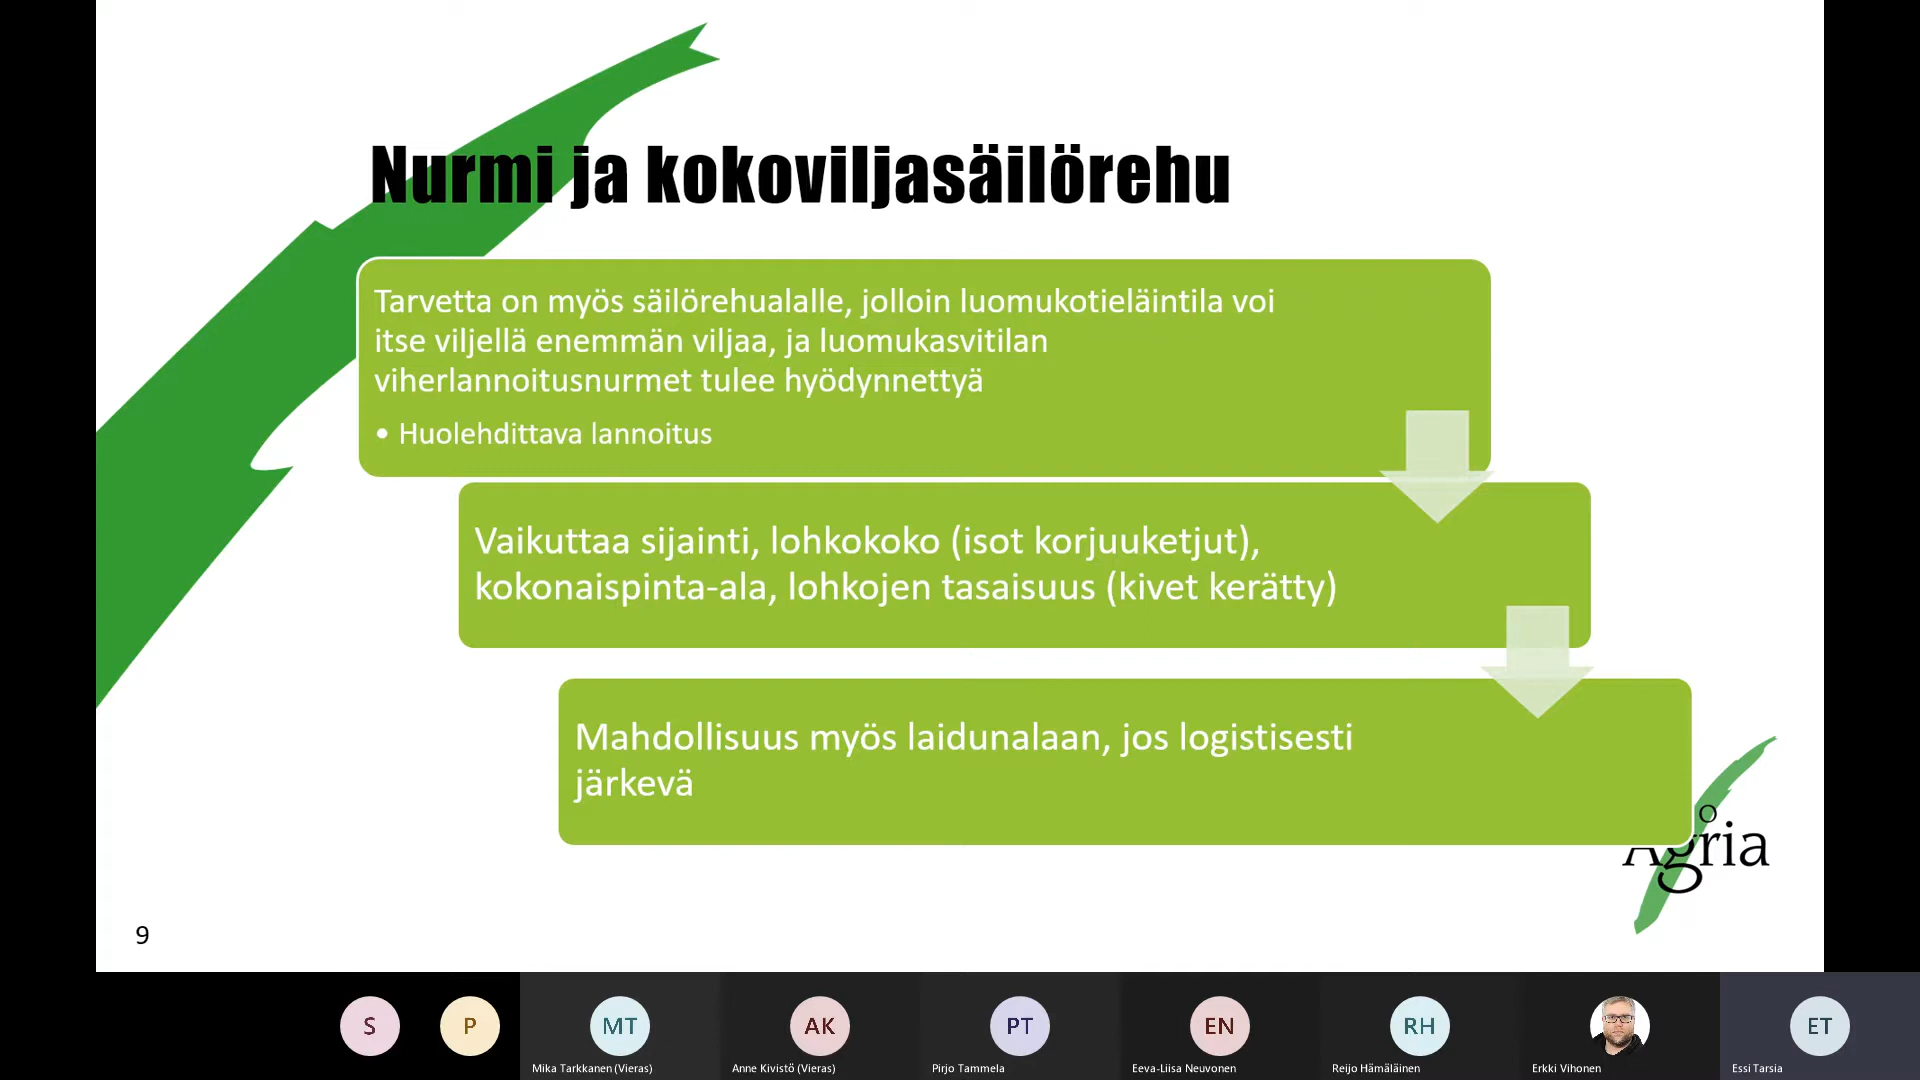 Nurmi ja kokoviljasäilörehu
Tarvetta on myös säilörehualalle, jolloin luomukotieläintila voi
itse viljellä enemmän viljaa, ja luomukasvitilan
viherlannoitusnurmet tulee hyödynnettyä
• Huolehdittava lannoitus
Vaikuttaa sijainti, lohkokoko (isot korjuuketjut),
kokonaispinta-ala, lohkojen tasaisuus (kivet kerätty)
Mahdollisuus myös laidunalaan, jos logistisesti
järkevä
Agria
9
S
P
MT
AK
PT
EN
RH
ET
Mika Tarkkanen (Vieras)
Anne Kivistö (Vieras)
Pirjo Tammela
Eeva-Liisa Neuvonen
Reijo Hämäläinen
Erkki Vihonen
Essi Tarsia